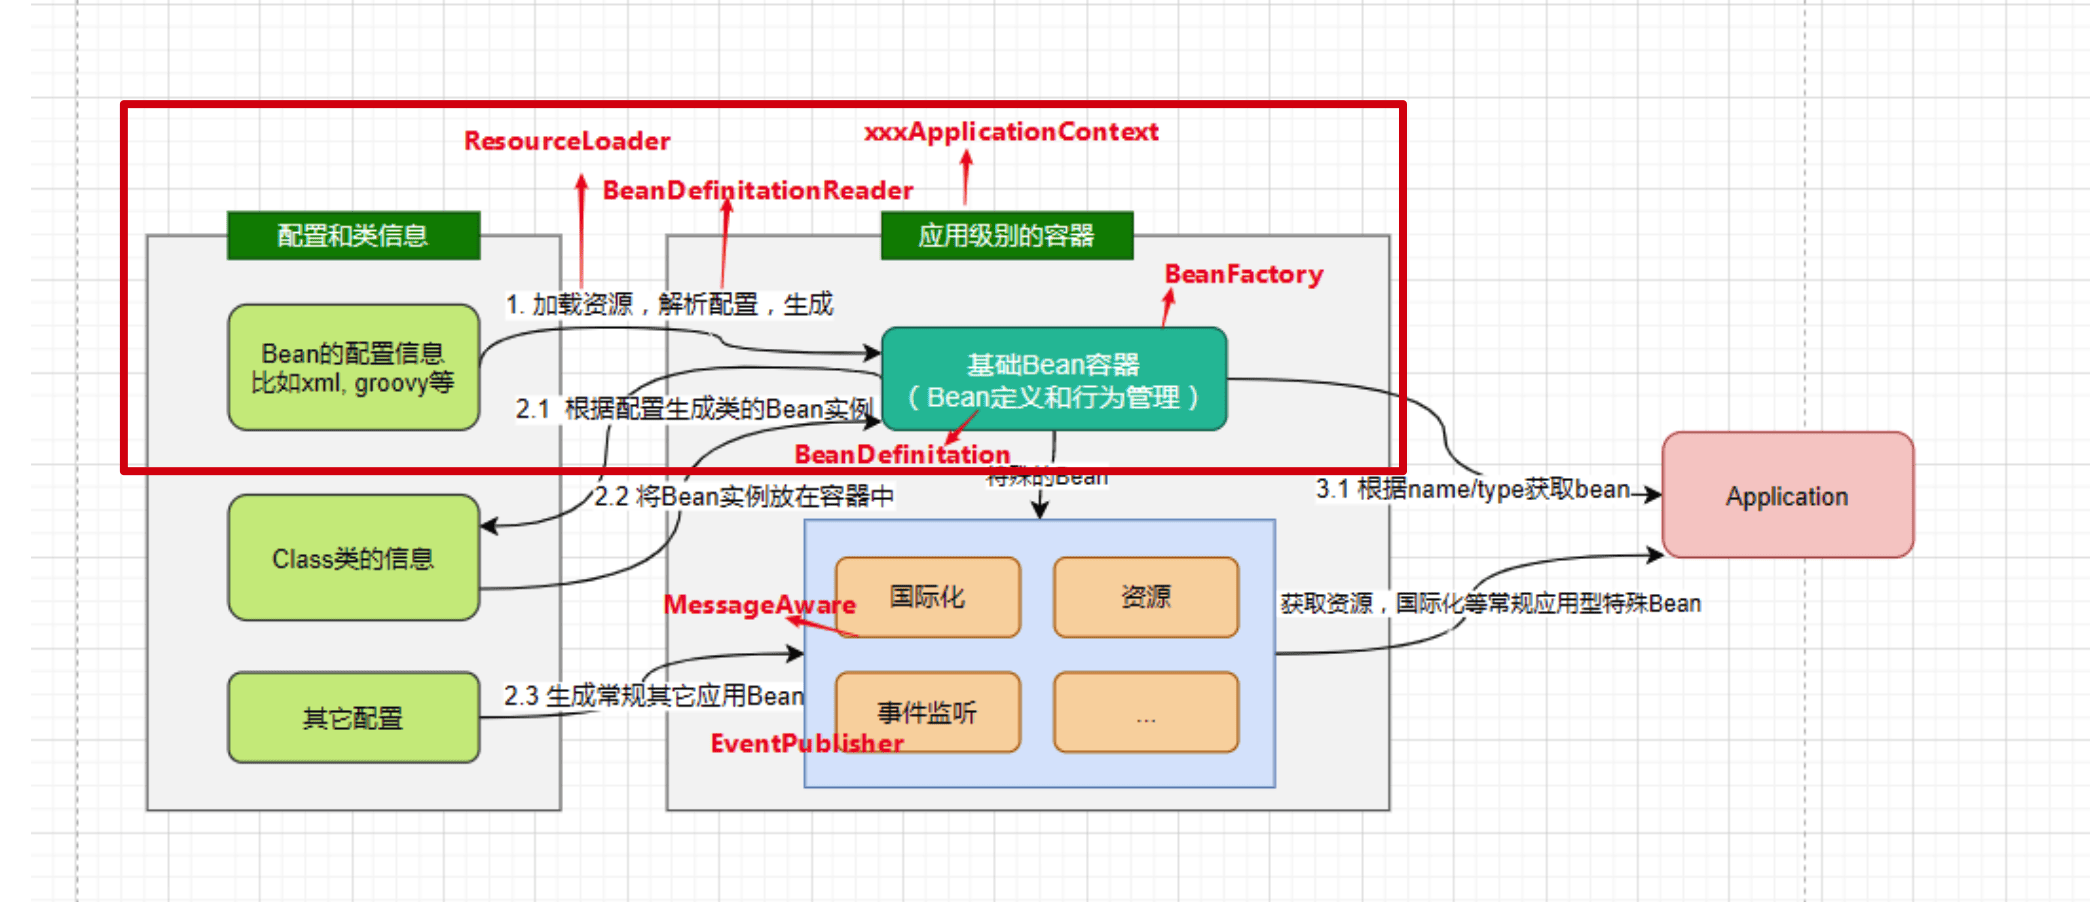 ResourceLoader
xxxApplicationContext
BeanDefinitationReader
配置和类信息
应用级别的容器
BeanFactory
1. 加载资源，解析配置，生成
Bean的配置信息
比如xml, groovy等
基础Bean容器
（Bean定义和行为管理）
2.1 根据配置生成类的Bean实例
BeanDefinitation
特殊的Bean
2.2 将Bean实例放在容器中
3.1 根据name/type获取bean
Application
Class类的信息
国际化
资源
MessageAware
获取资源，国际化等常规应用型特殊Bean
2.3 生成常规其它应用Bean
其它配置
事件监听
...
EventPublisher